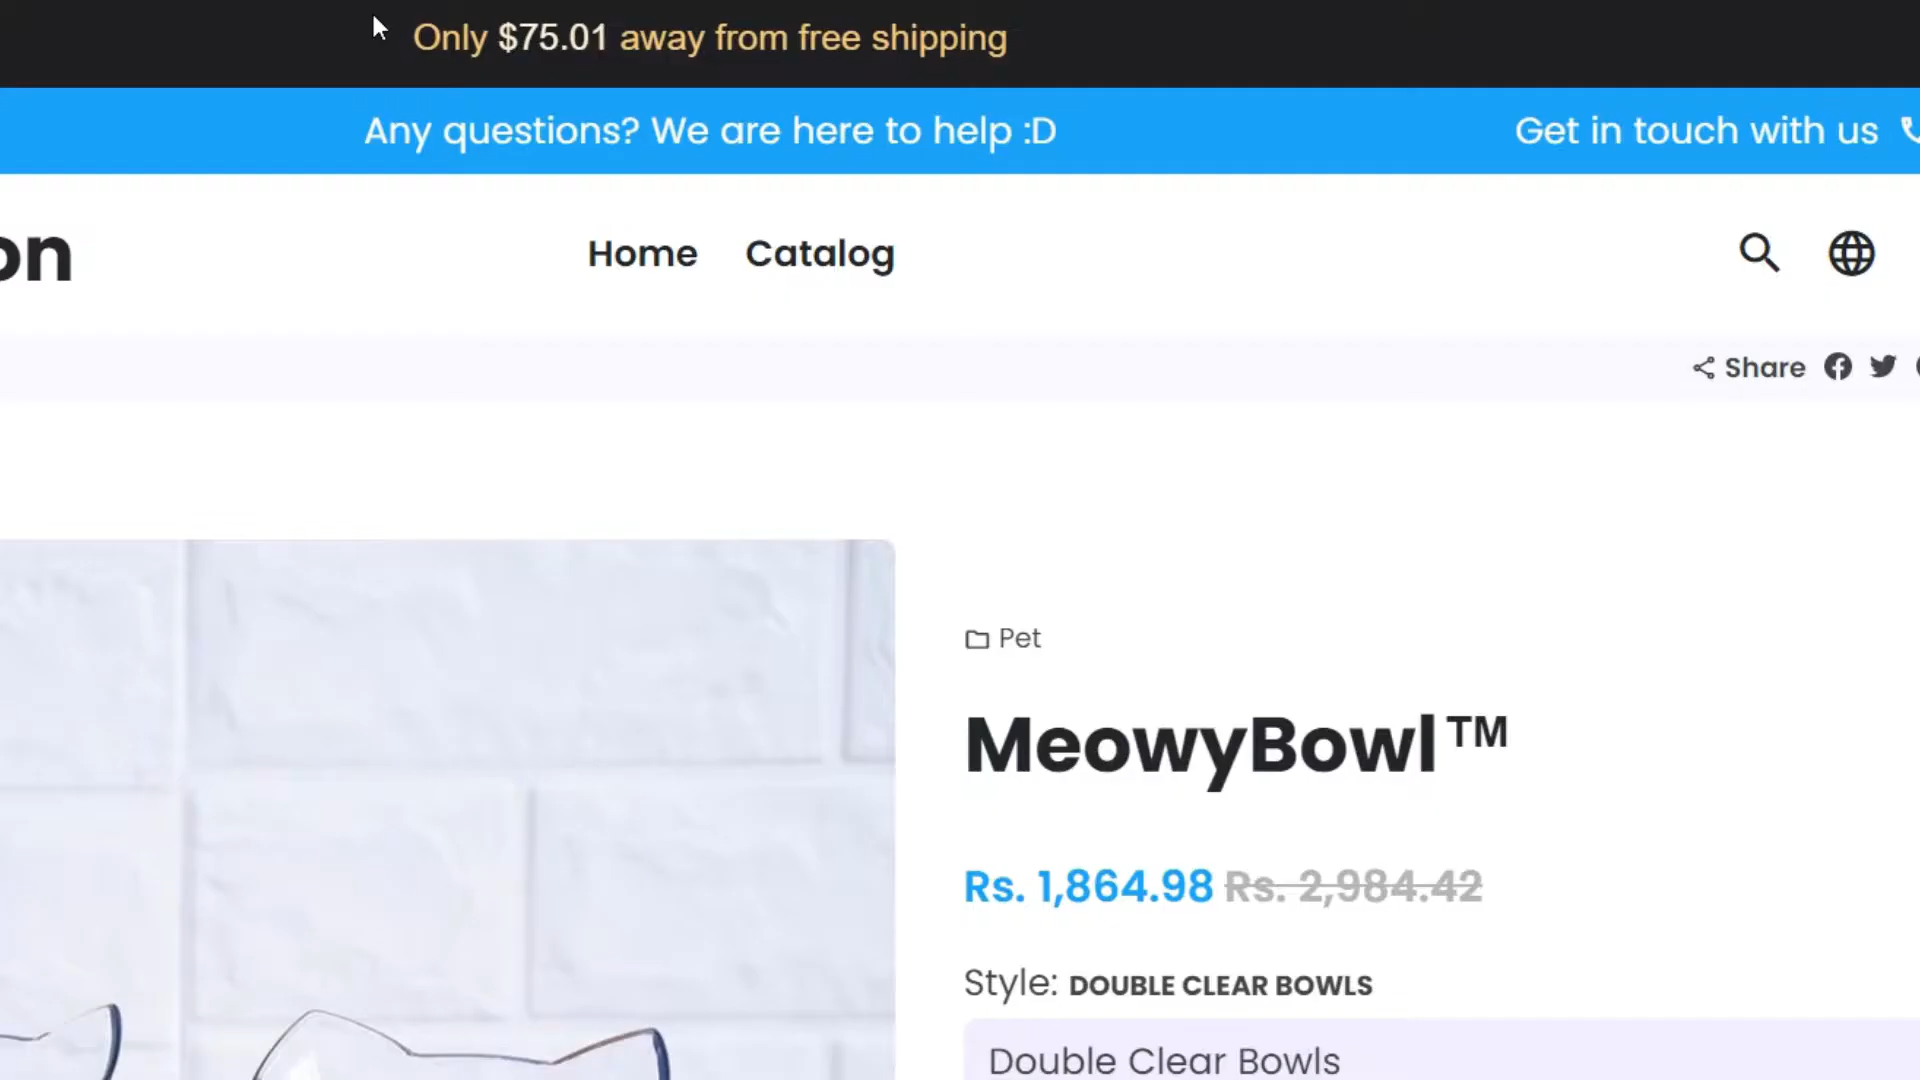 Only $75.01 away from free shipping
Any questions? We are here to help :D
Get in touch with us
on
Home
Catalog
Share
Pet
MeowyBowl™
Rs. 1,864.98 Rs. 2,984.42
Style: DOUBLE CLEAR BOWLS
Double Clear Bowls